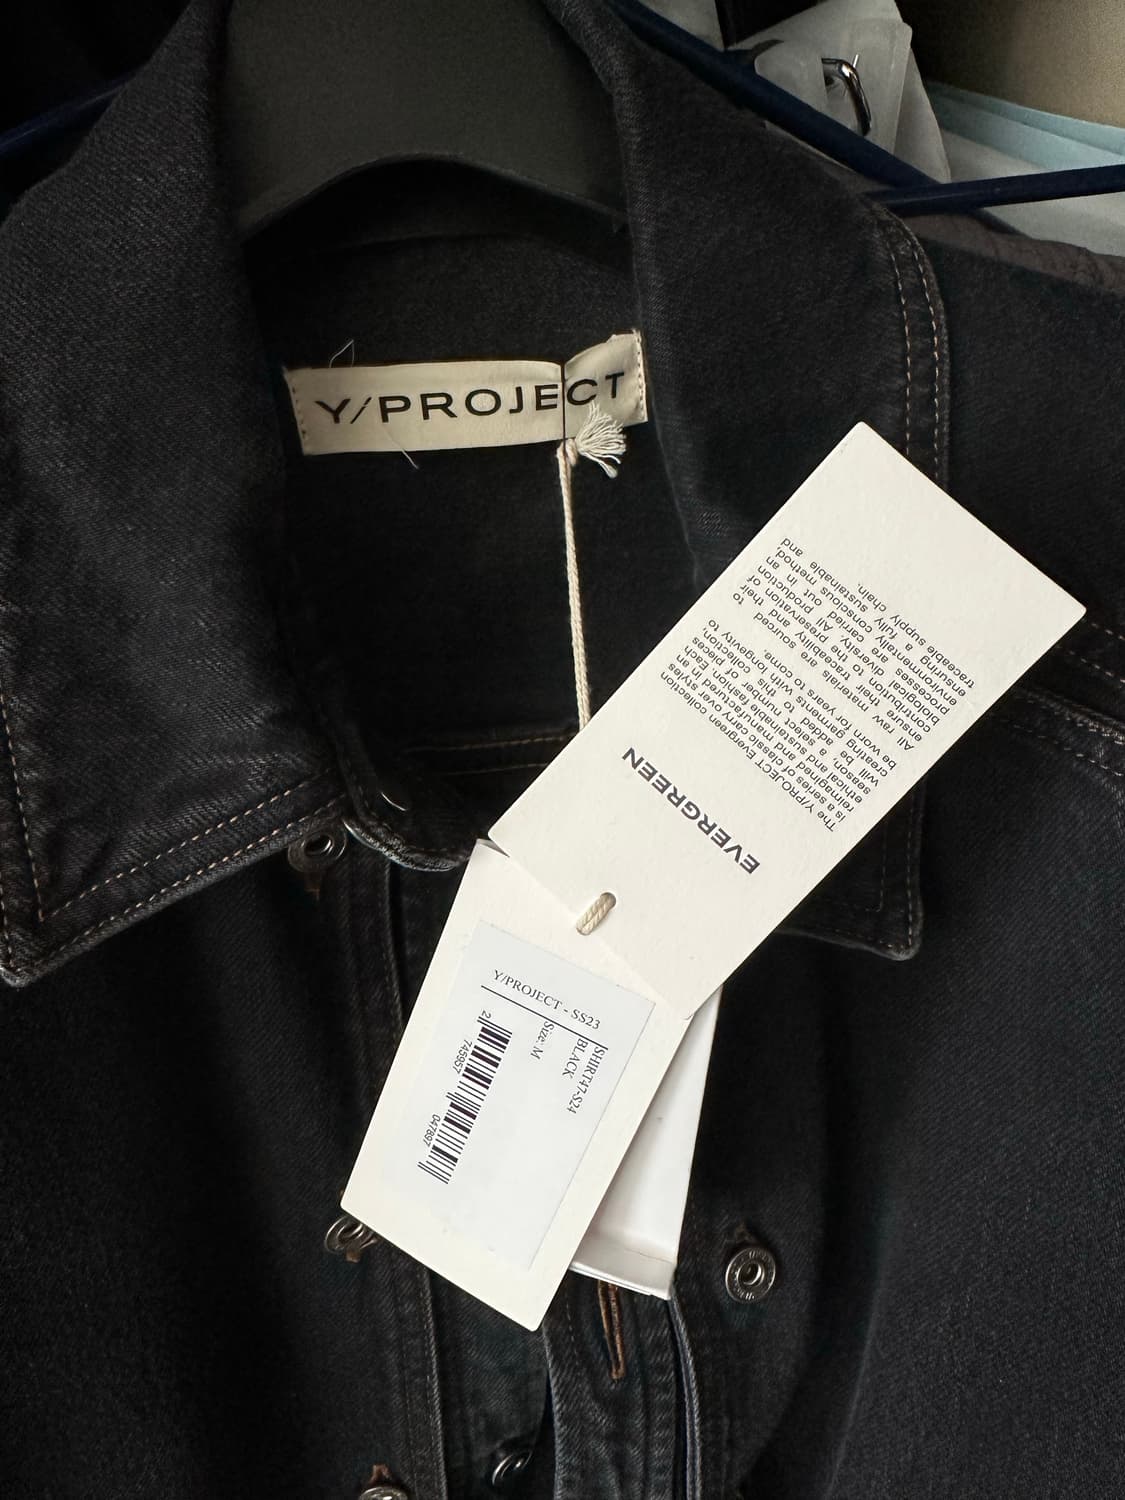 Y/PROJECT
EVERGREEN
The Y/PROJECT Evergreen collection
is a series of classic carry over styles
reimagined and manufactured in an
ethical and sustainable fashion. Each
season, a select number of pieces
will be added to this collection,
creating garments with longevity to
be worn for years to come.
All raw materials are sourced to
ensure their traceability and their
contribution to the preservation of
biological diversity. All production
processes are carried out in an
environmentally conscious method,
ensuring a fully sustainable and
traceable supply chain.
Y/PROJECT - SS23
SHIRT47-S24
BLACK
Size: M
2 745957 047897